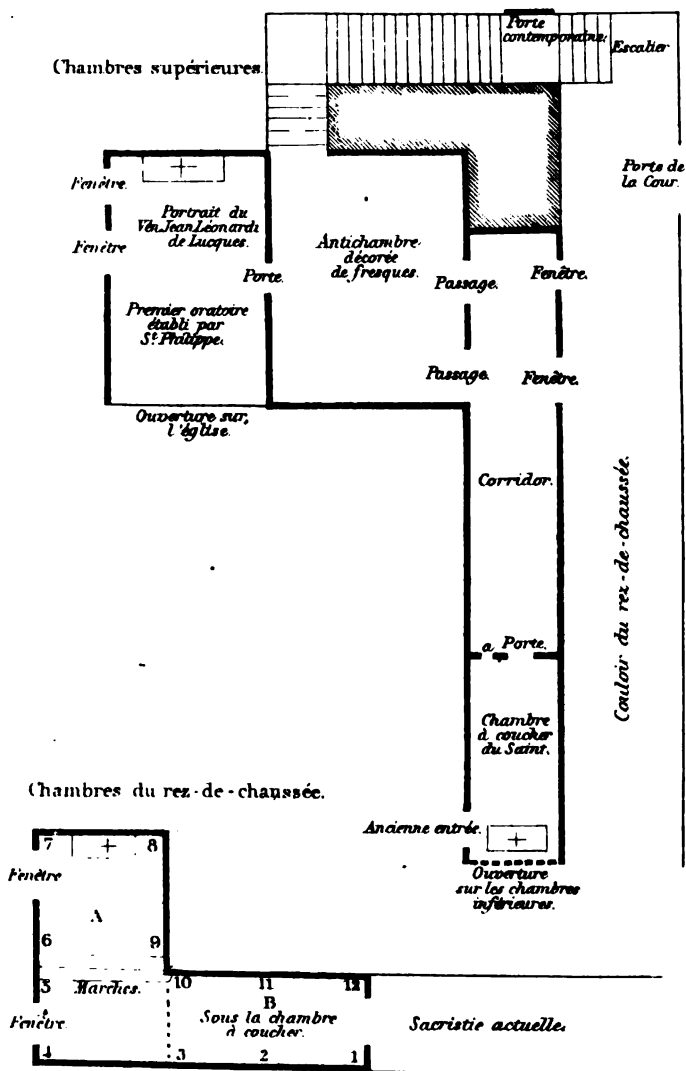 Porte
contemporaine.
Escalier
Chambres supérieures.
Porte de
la Cour.
Fenêtre.
Fenêtre
Portrait du
Vén. Jean Léonardi
de Lucques.
Antichambre
décorée
de fresques.
Porte.
Passage.
Fenêtre.
Premier oratoire
établi par
St. Philippe.
Passage.
Fenêtre.
Ouverture sur
l'église.
Corridor.
Couloir du rez-de-chaussée.
a Porte.
Chambre
à coucher
du Saint.
Ancienne entrée.
Ouverture
sur les chambres
inférieures.
Chambres du rez-de-chaussée.
7 8
Fenêtre
A
6 9
5 Marches. 10 11 12
B
Sous la chambre
à coucher.
Fenêtre.
Sacristie actuelle.
4 3 2 1